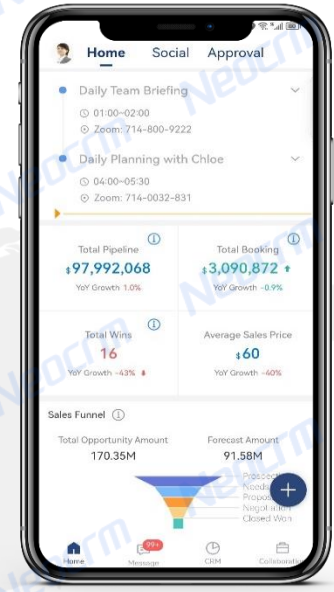 Home Social Approval
Daily Team Briefing
01:00-02:00
Zoom: 714-800-9222
Daily Planning with Chloe
04:00-05:30
Zoom: 714-0032-831
Total Pipeline
Total Booking
$97,992,068
$3,090,872
YoY Growth 1.0%
YoY Growth -0.9%
Total Wins
Average Sales Price
16
$60
YoY Growth -43%
YoY Growth -40%
Sales Funnel
Total Opportunity Amount
Forecast Amount
170.35M
91.58M
Negotiation
Closed Won
99+
Home Message CRM
Neocrm